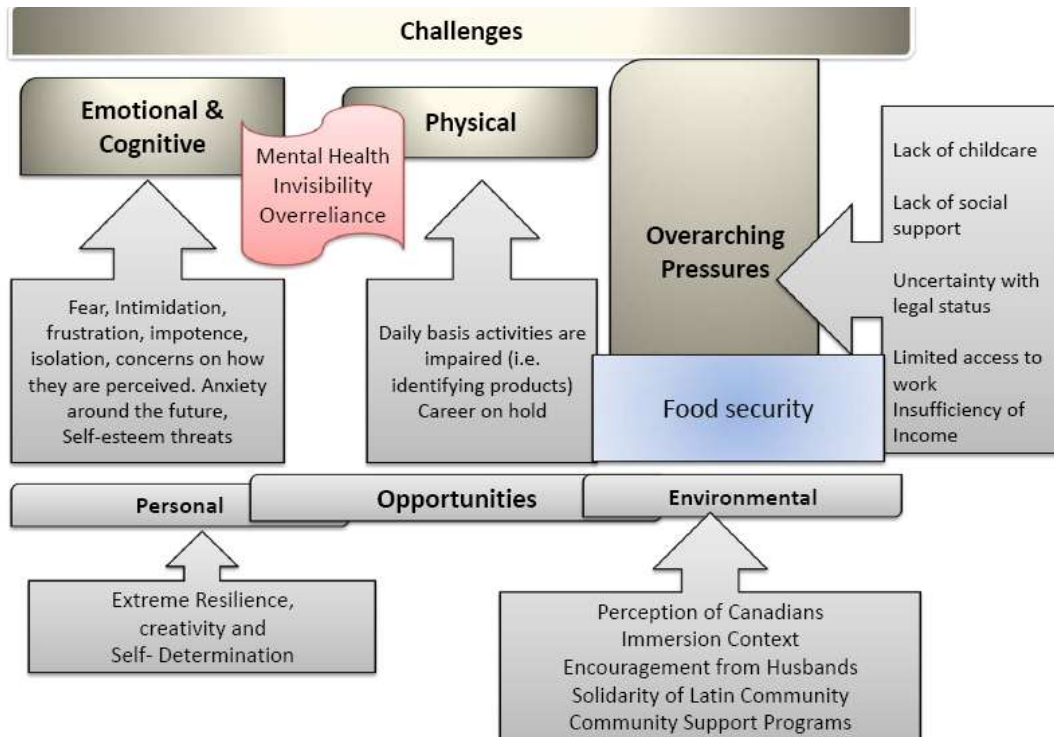 Challenges
Emotional &
Cognitive
Mental Health
Invisibility
Overreliance
Physical
Overarching
Pressures
Lack of childcare
Lack of social
support
Uncertainty with
legal status
Limited access to
work
Insufficiency of
Income
Fear, Intimidation,
frustration, impotence,
isolation, concerns on how
they are perceived. Anxiety
around the future,
Self-esteem threats
Daily basis activities are
impaired (i.e.
identifying products)
Career on hold
Food security
Personal
Opportunities
Environmental
Extreme Resilience,
creativity and
Self- Determination
Perception of Canadians
Immersion Context
Encouragement from Husbands
Solidarity of Latin Community
Community Support Programs